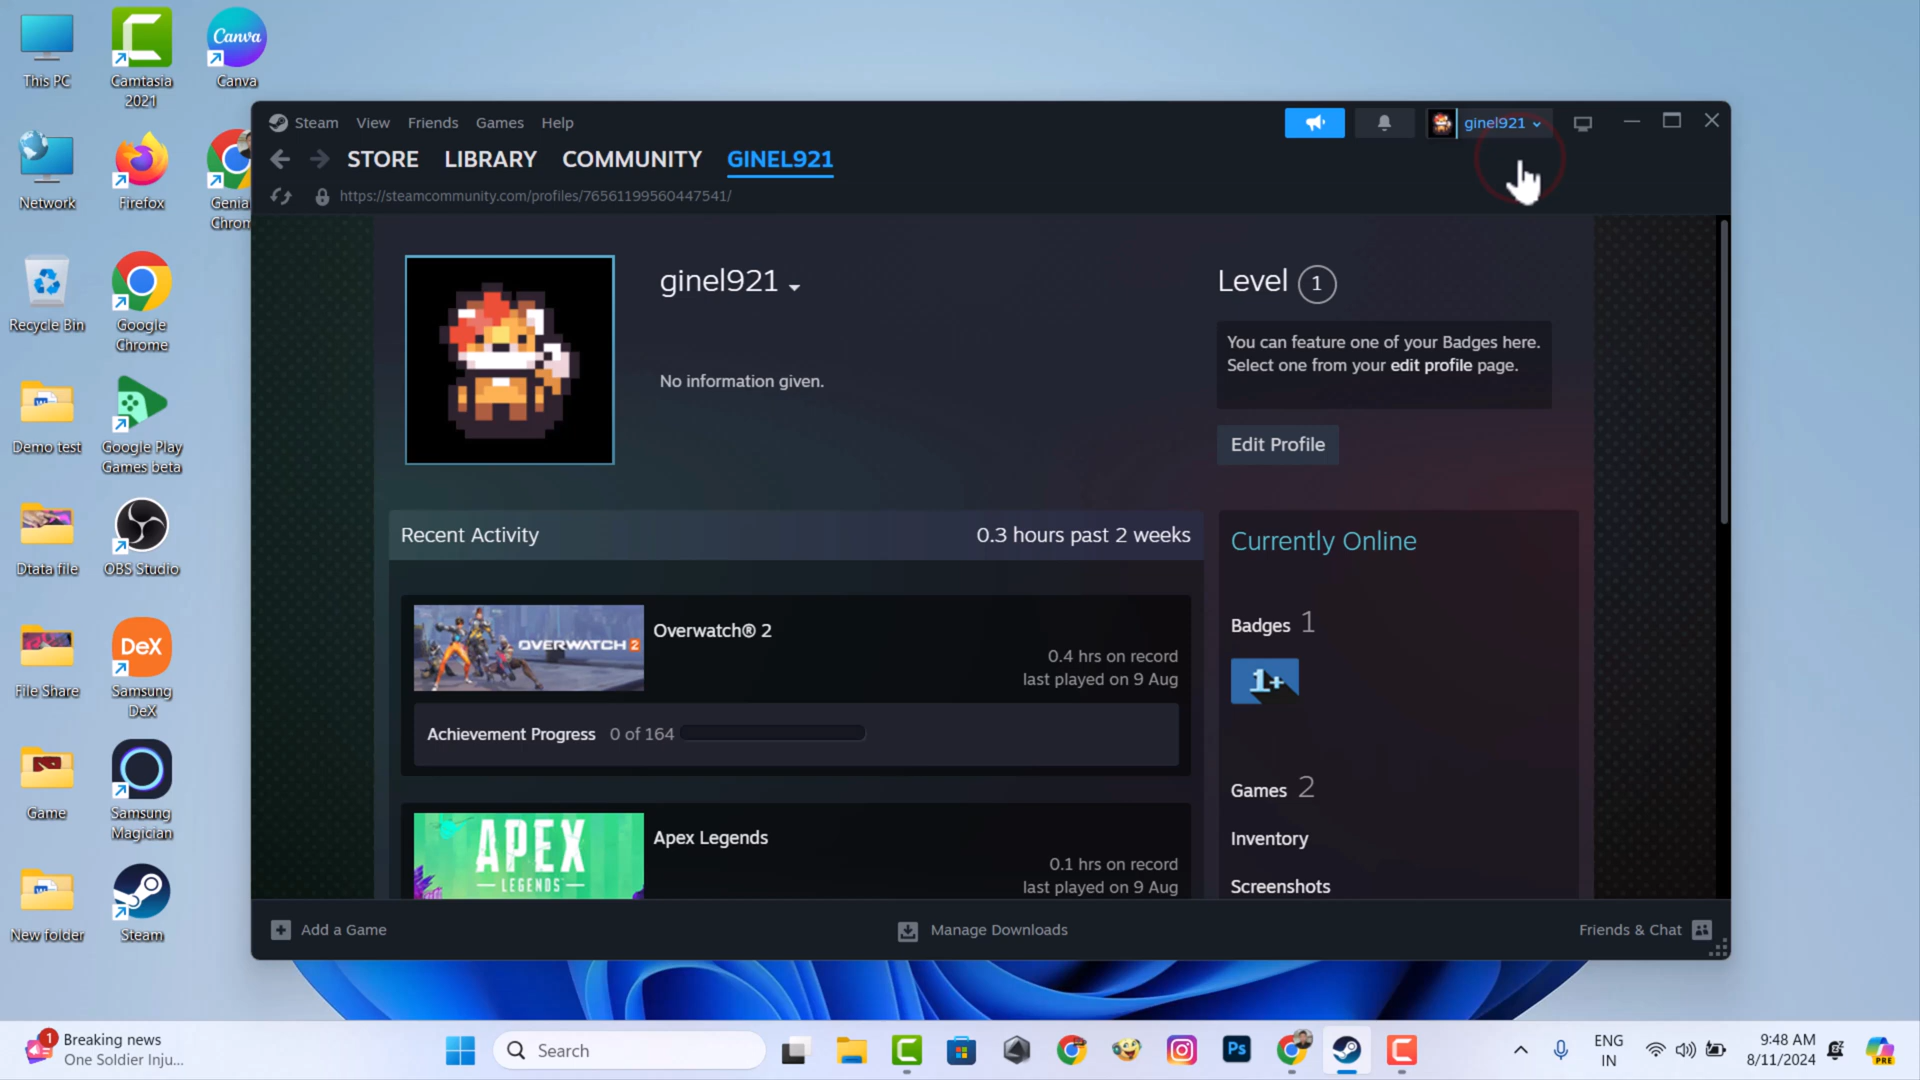 This PC
Camtasia
2021
Canva
Canva
Network
Firefox
Genia
Chrom
Recycle Bin
Google
Chrome
Demo test
Google Play
Games beta
Dtata file
OBS Studio
File Share
DeX
Samsung
DeX
Game
Samsung
Magician
New folder
Steam
Steam View Friends Games Help
ginel921
STORE LIBRARY COMMUNITY GINEL921
https://steamcommunity.com/profiles/76561199560447541/
ginel921
No information given.
Level 1
You can feature one of your Badges here.
Select one from your edit profile page.
Edit Profile
Recent Activity 0.3 hours past 2 weeks
OVERWATCH 2
Overwatch® 2
0.4 hrs on record
last played on 9 Aug
Achievement Progress 0 of 164
APEX
LEGENDS
Apex Legends
0.1 hrs on record
last played on 9 Aug
Currently Online
Badges 1
1+
Games 2
Inventory
Screenshots
Add a Game
Manage Downloads
Friends & Chat
1
Breaking news
One Soldier Inju...
Search
Ps
ENG
IN
9:48 AM
8/11/2024
PRE